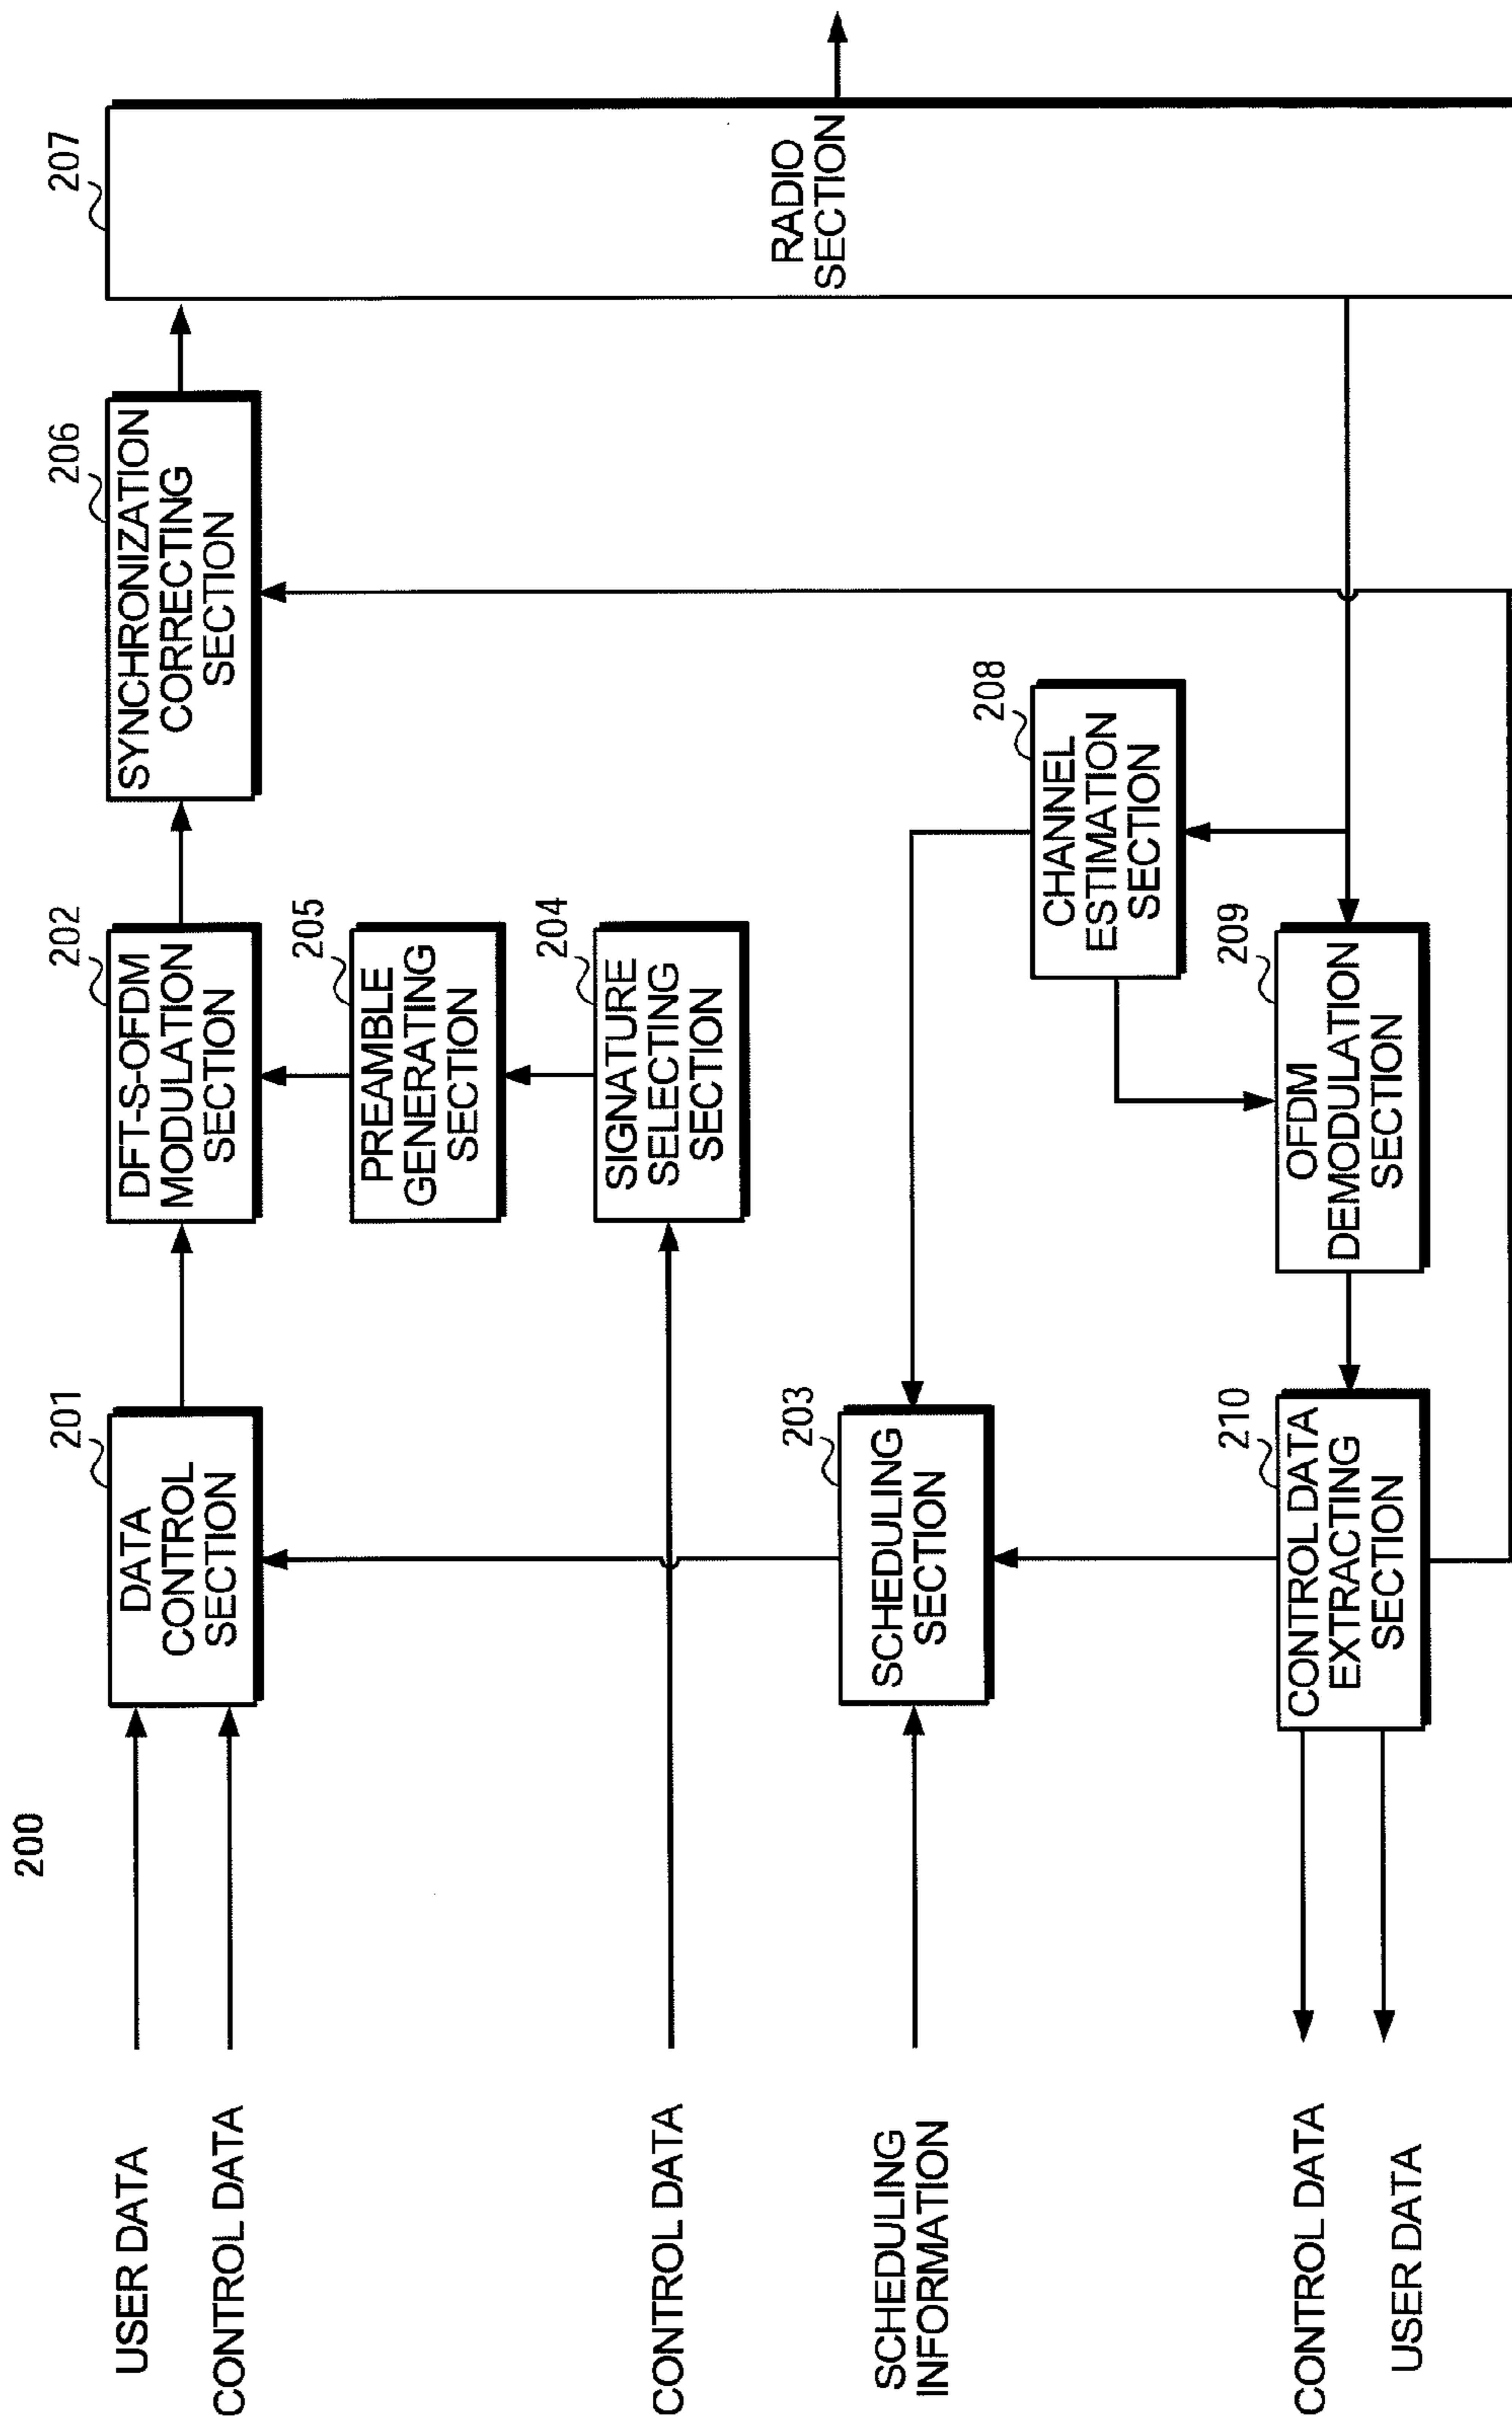 200
USER DATA
CONTROL DATA
201
DATA
CONTROL
SECTION
202
DFT-S-OFDM
MODULATION
SECTION
206
SYNCHRONIZATION
CORRECTING
SECTION
207
RADIO
SECTION
205
PREAMBLE
GENERATING
SECTION
CONTROL DATA
204
SIGNATURE
SELECTING
SECTION
SCHEDULING
INFORMATION
203
SCHEDULING
SECTION
208
CHANNEL
ESTIMATION
SECTION
CONTROL DATA
USER DATA
210
CONTROL DATA
EXTRACTING
SECTION
209
OFDM
DEMODULATION
SECTION